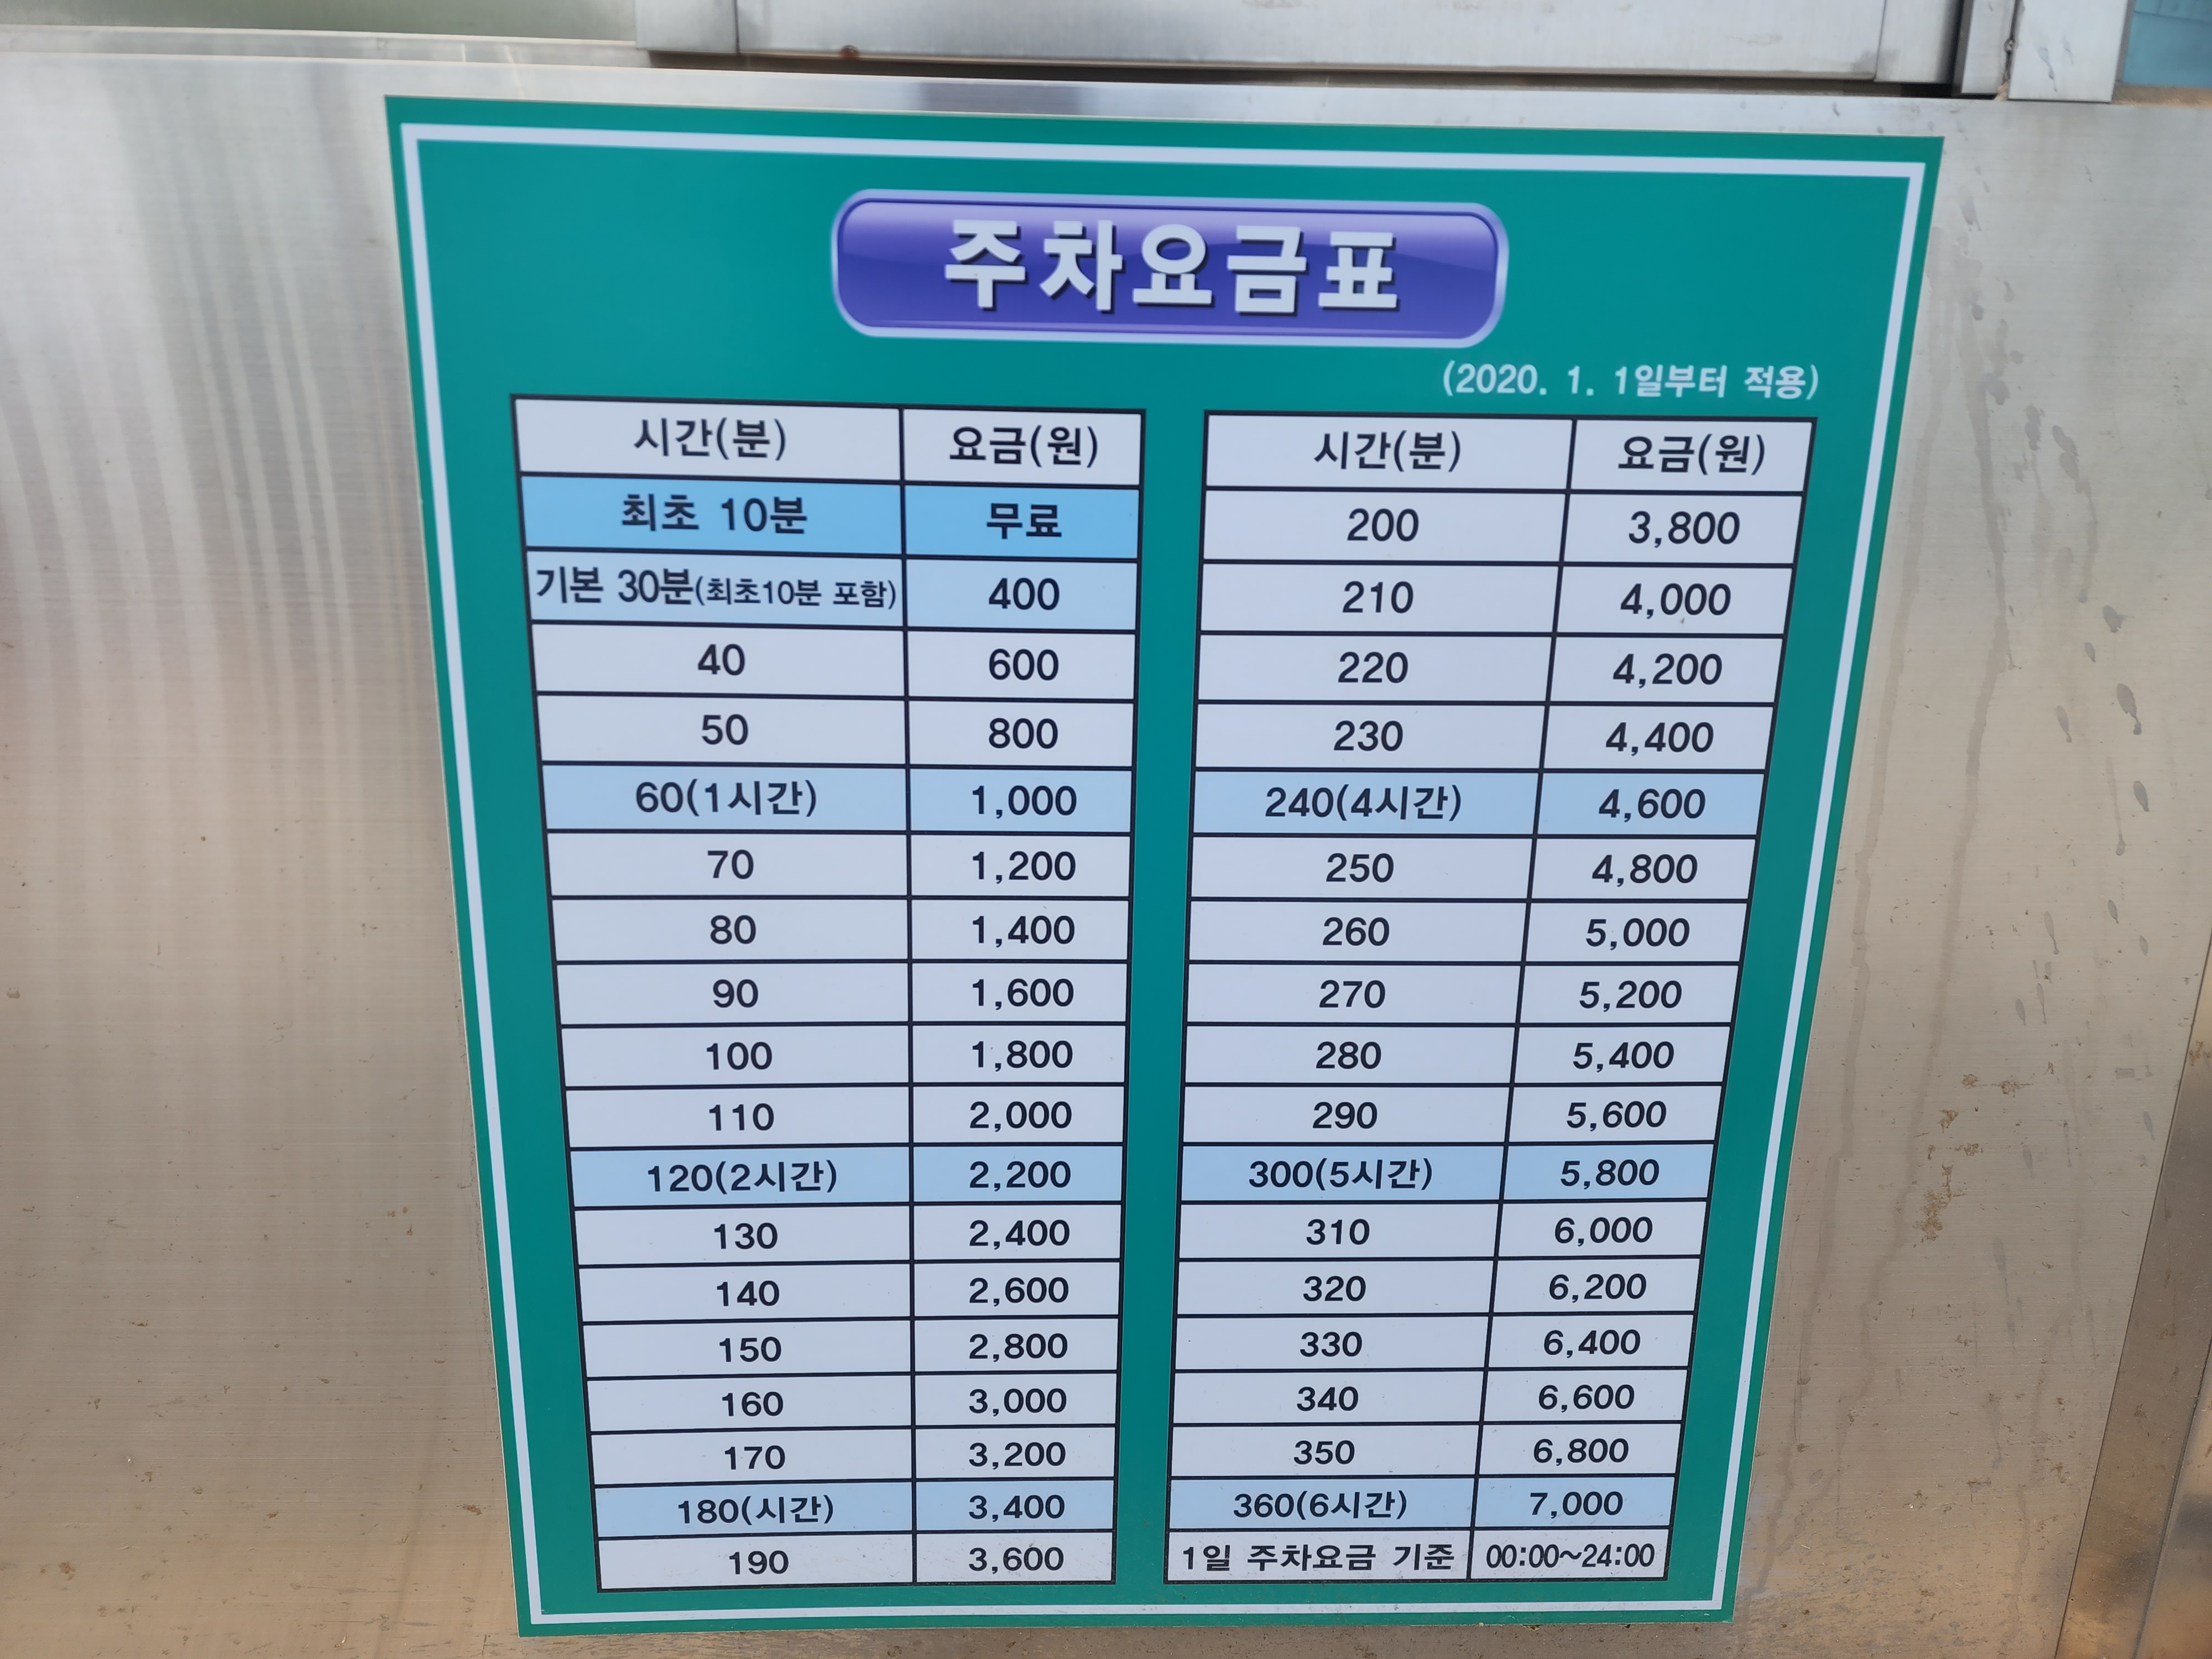 주차요금표
(2020. 1. 1일부터 적용)
시간(분) 요금(원)
최초 10분 무료
기본 30분(최초10분 포함) 400
40 600
50 800
60(1시간) 1,000
70 1,200
80 1,400
90 1,600
100 1,800
110 2,000
120(2시간) 2,200
130 2,400
140 2,600
150 2,800
160 3,000
170 3,200
180(시간) 3,400
190 3,600
시간(분) 요금(원)
200 3,800
210 4,000
220 4,200
230 4,400
240(4시간) 4,600
250 4,800
260 5,000
270 5,200
280 5,400
290 5,600
300(5시간) 5,800
310 6,000
320 6,200
330 6,400
340 6,600
350 6,800
360(6시간) 7,000
1일 주차요금 기준 00:00~24:00